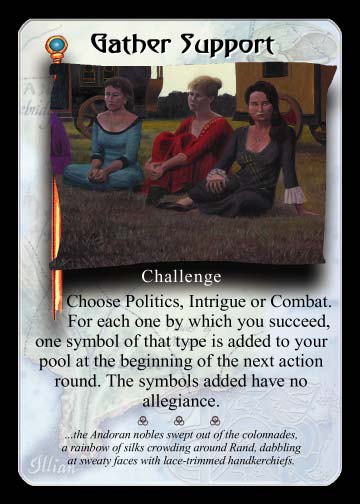 Gather Support
Challenge
Choose Politics, Intrigue or Combat.
For each one by which you succeed,
one symbol of that type is added to your
pool at the beginning of the next action
round. The symbols added have no
allegiance.
...the Andoran nobles swept out of the colonnades,
a rainbow of silks crowding around Rand, dabbling
at sweaty faces with lace-trimmed handkerchiefs.
Illian